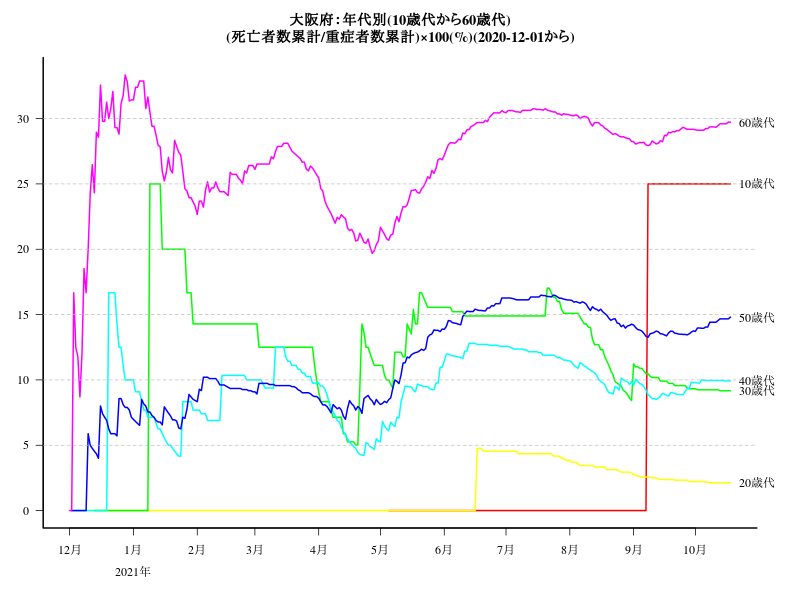 大阪府：年代別(10歳代から60歳代)
(死亡者数累計/重症者数累計)×100(%)(2020-12-01から)
30
25
20
15
10
5
0
60歳代
10歳代
50歳代
40歳代
30歳代
20歳代
12月 1月 2月 3月 4月 5月 6月 7月 8月 9月 10月
2021年